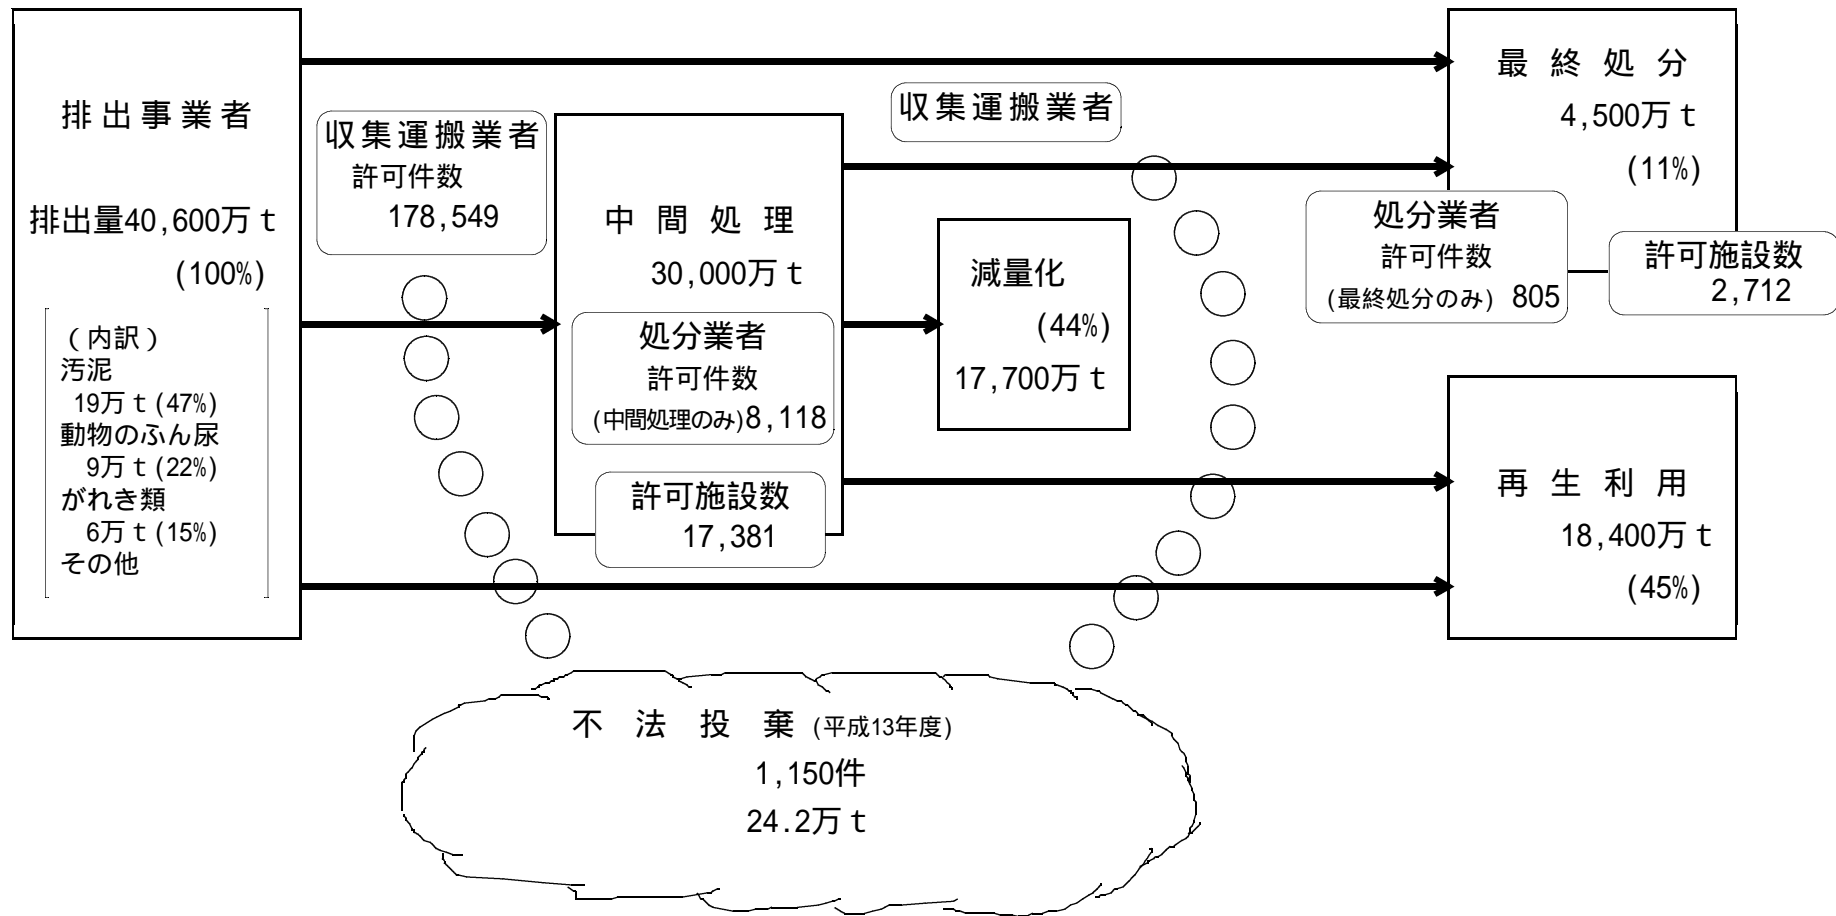 排出事業者
排出量40,600万t
(100%)
(内訳)
汚泥
19万t(47%)
動物のふん尿
9万t(22%)
がれき類
6万t(15%)
その他
収集運搬業者
許可件数
178,549
中間処理
30,000万t
処分業者
許可件数
(中間処理のみ)8,118
許可施設数
17,381
収集運搬業者
減量化
(44%)
17,700万t
最終処分
4,500万t
(11%)
処分業者
許可件数
(最終処分のみ) 805
許可施設数
2,712
再生利用
18,400万t
(45%)
不法投棄(平成13年度)
1,150件
24.2万t